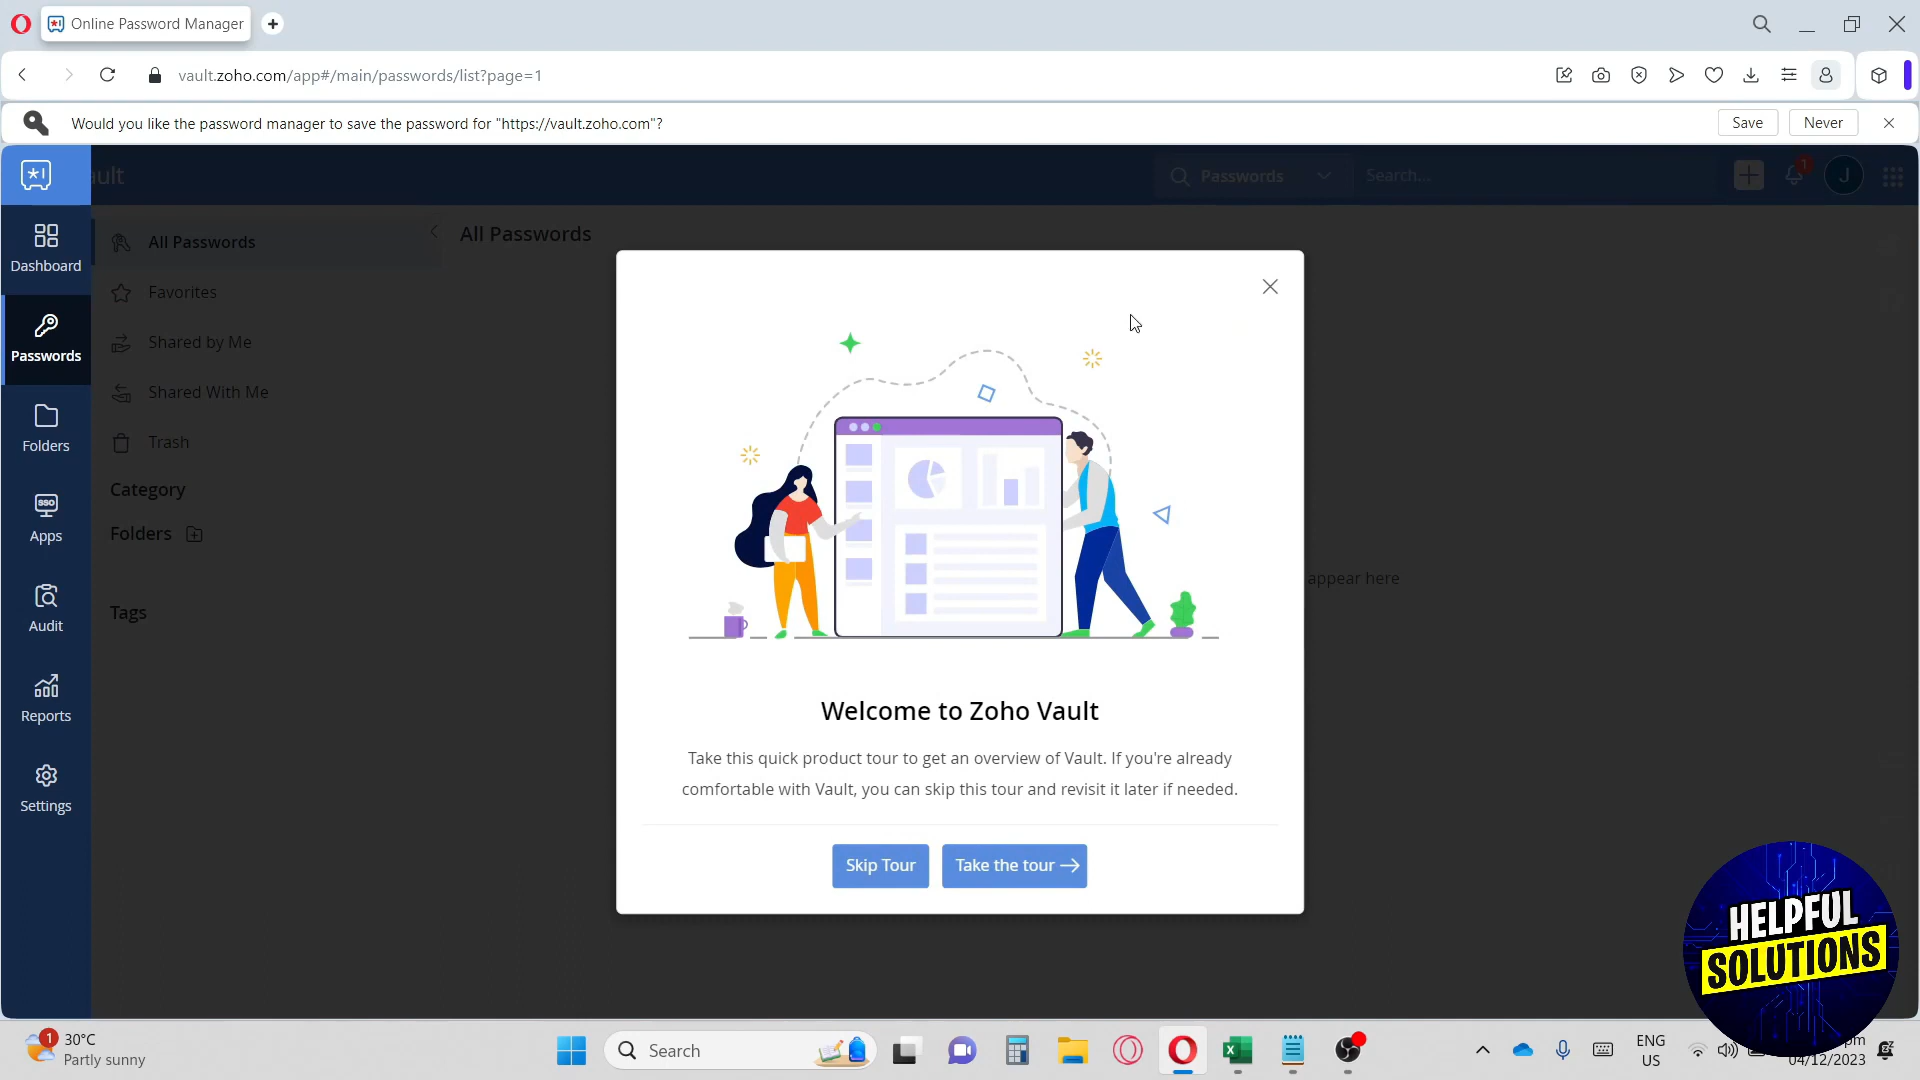 Online Password Manager
vault.zoho.com/app#/main/passwords/list?page=1
Would you like the password manager to save the password for "https://vault.zoho.com"?
Save
Never
ault
Passwords
Search...
1
J
Dashboard
Passwords
Folders
Apps
SSO
Audit
Reports
Settings
All Passwords
Favorites
Shared by Me
Shared With Me
Trash
Category
Folders
Tags
All Passwords
appear here
Welcome to Zoho Vault
Take this quick product tour to get an overview of Vault. If you're already
comfortable with Vault, you can skip this tour and revisit it later if needed.
Skip Tour
Take the tour
HELPFUL
SOLUTIONS
1
30°C
Partly sunny
Search
ENG
US
pm
04/12/2023